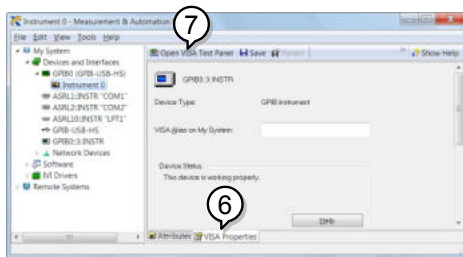 Instrument 0 - Measurement & Automation
7
File Edit View Tools Help
My System
Devices and Interfaces
GPIB0 (GPIB-USB-HS)
Instrument 0
ASRL1::INSTR "COM1"
ASRL2::INSTR "COM2"
ASRL10::INSTR "LPT1"
GPIB-USB-HS
GPIB0::3::INSTR
Network Devices
Software
IVI Drivers
Remote Systems
Open VISA Test Panel Save Show Help
GPIB0::3::INSTR
Device Type: GPIB Instrument
VISA Alias on My System:
Device Status
This device is working properly.
Help
6
Attributes VISA Properties